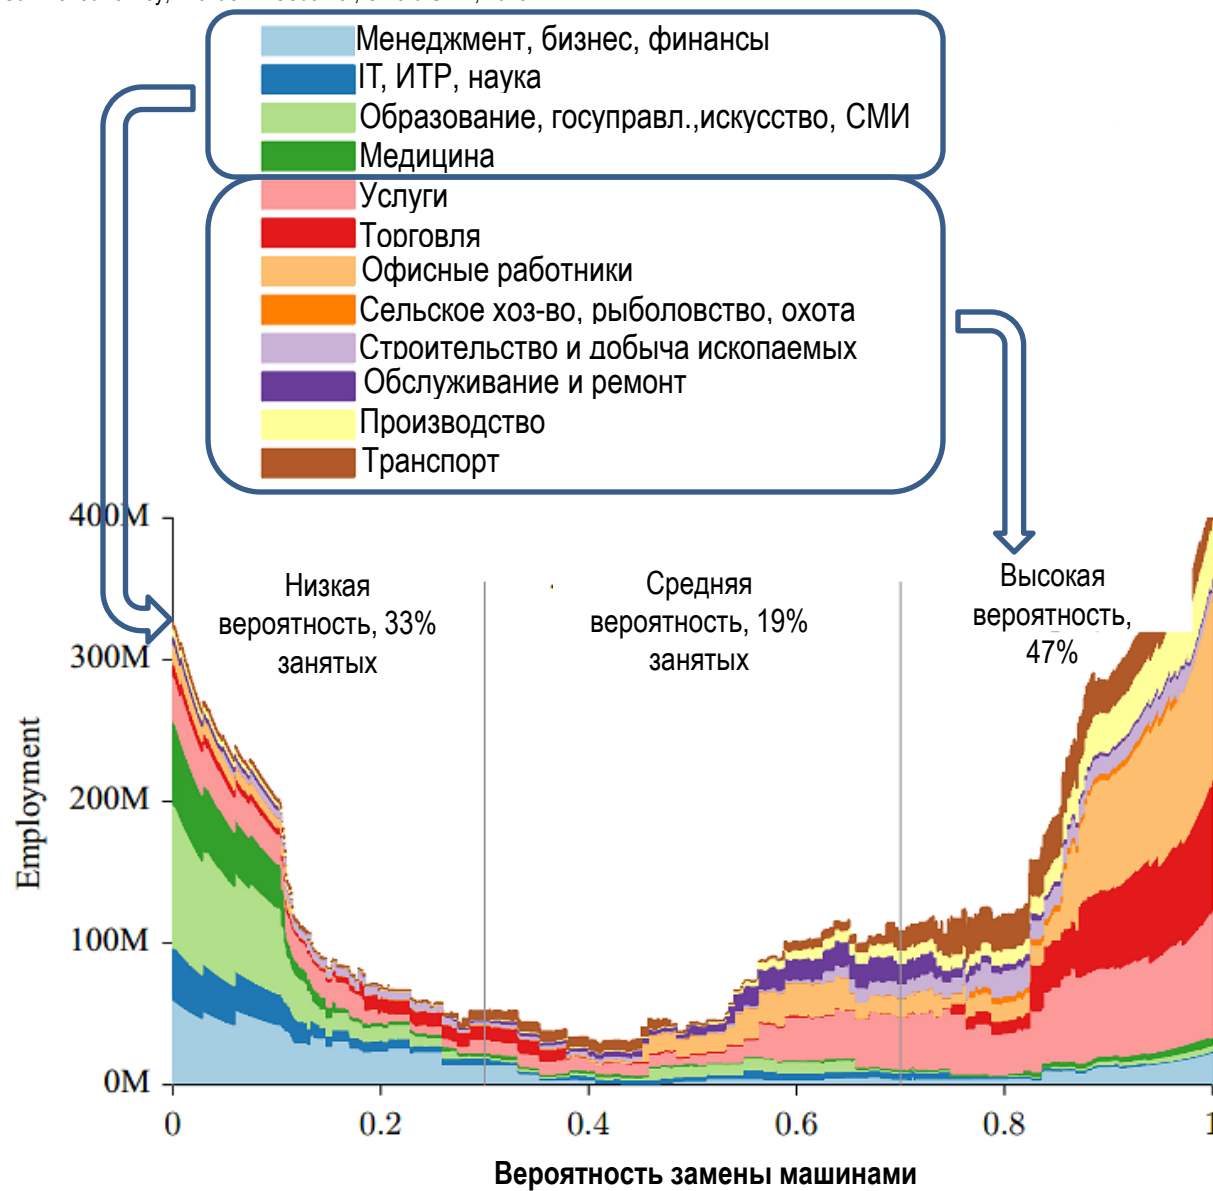 Менеджмент, бизнес, финансы
IT, ИТР, наука
Образование, госуправл.,искусство, СМИ
Медицина
Услуги
Торговля
Офисные работники
Сельское хоз-во, рыболовство, охота
Строительство и добыча ископаемых
Обслуживание и ремонт
Производство
Транспорт
400M
300M
200M
100M
0M
Employment
Низкая
вероятность, 33%
занятых
Средняя
вероятность, 19%
занятых
Высокая
вероятность,
47%
0
0.2
0.4
0.6
0.8
1
Вероятность замены машинами